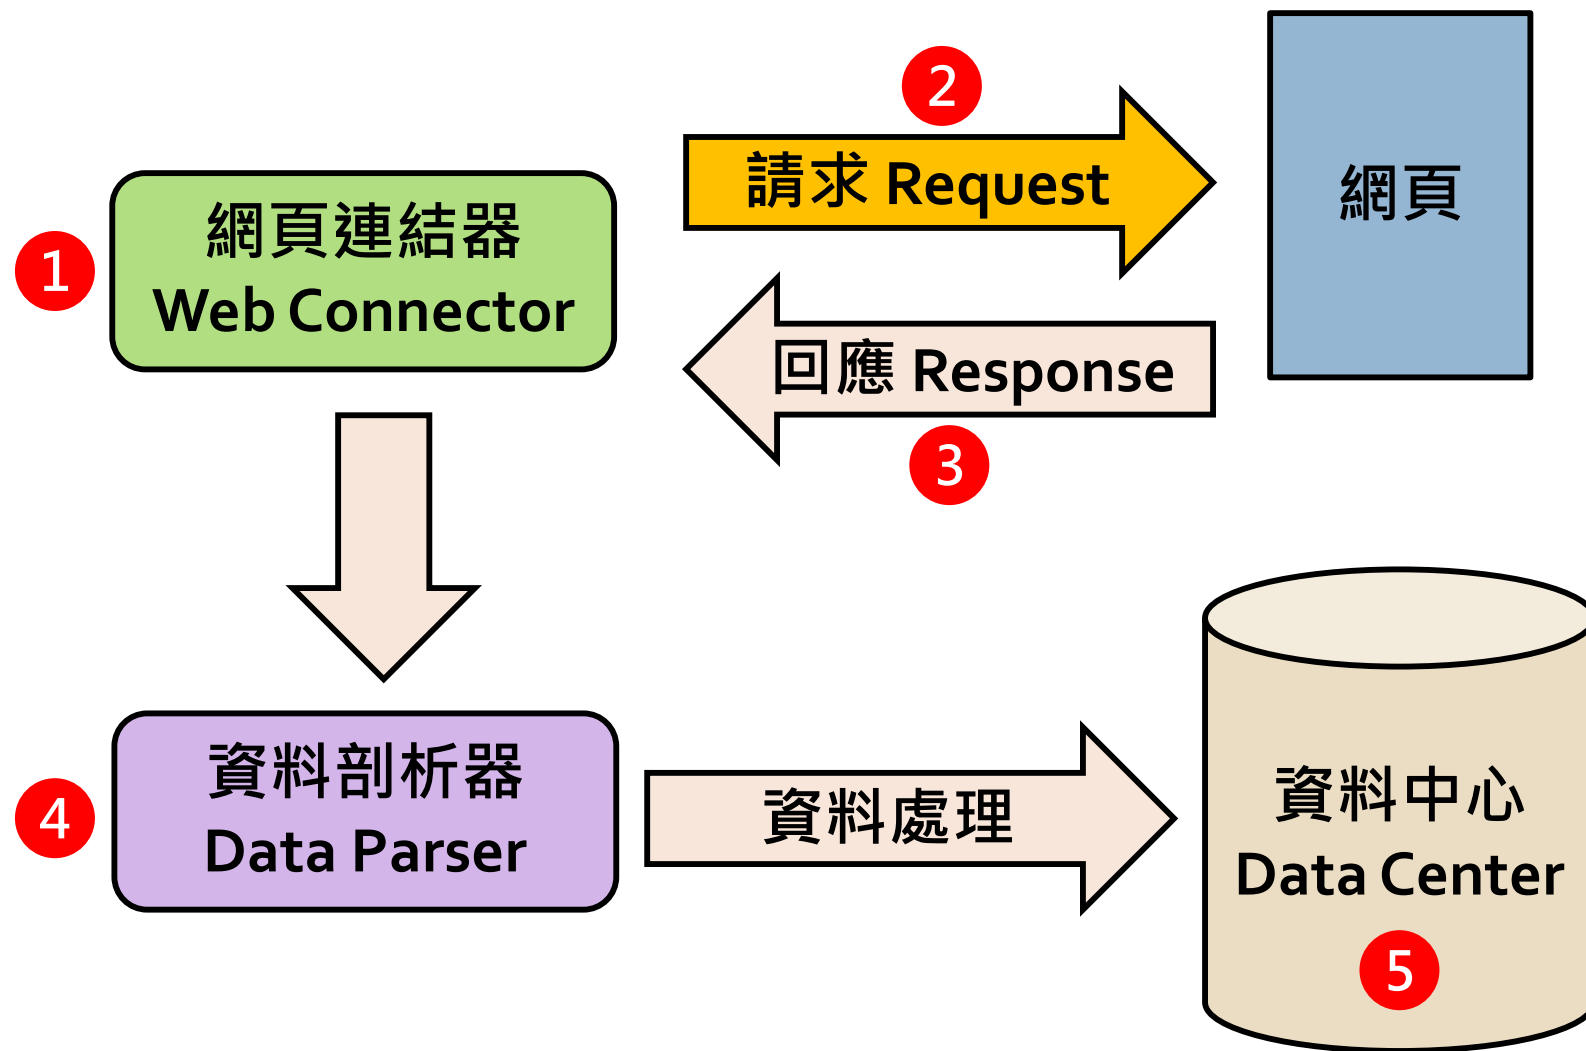 1
網頁連結器
Web Connector
2
請求 Request
網頁
回應 Response
3
4
資料剖析器
Data Parser
資料處理
資料中心
Data Center
5